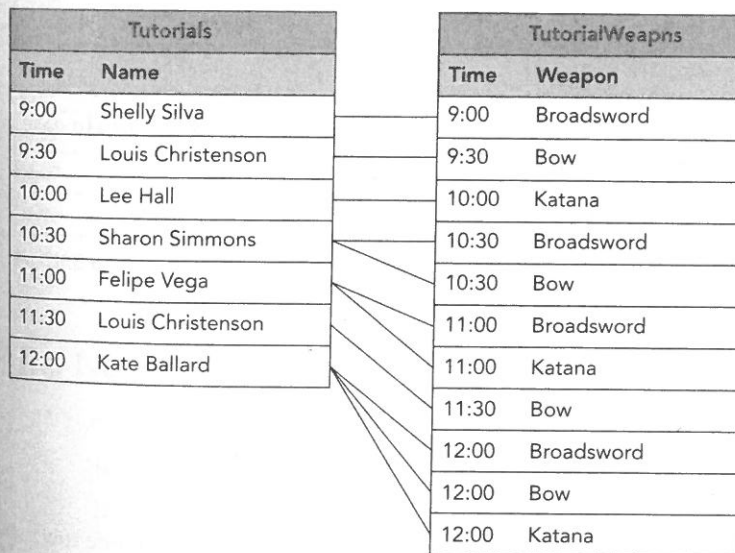 Tutorials
Time Name
9:00 Shelly Silva
9:30 Louis Christenson
10:00 Lee Hall
10:30 Sharon Simmons
11:00 Felipe Vega
11:30 Louis Christenson
12:00 Kate Ballard
TutorialWeapns
Time Weapon
9:00 Broadsword
9:30 Bow
10:00 Katana
10:30 Broadsword
10:30 Bow
11:00 Broadsword
11:00 Katana
11:30 Bow
12:00 Broadsword
12:00 Bow
12:00 Katana